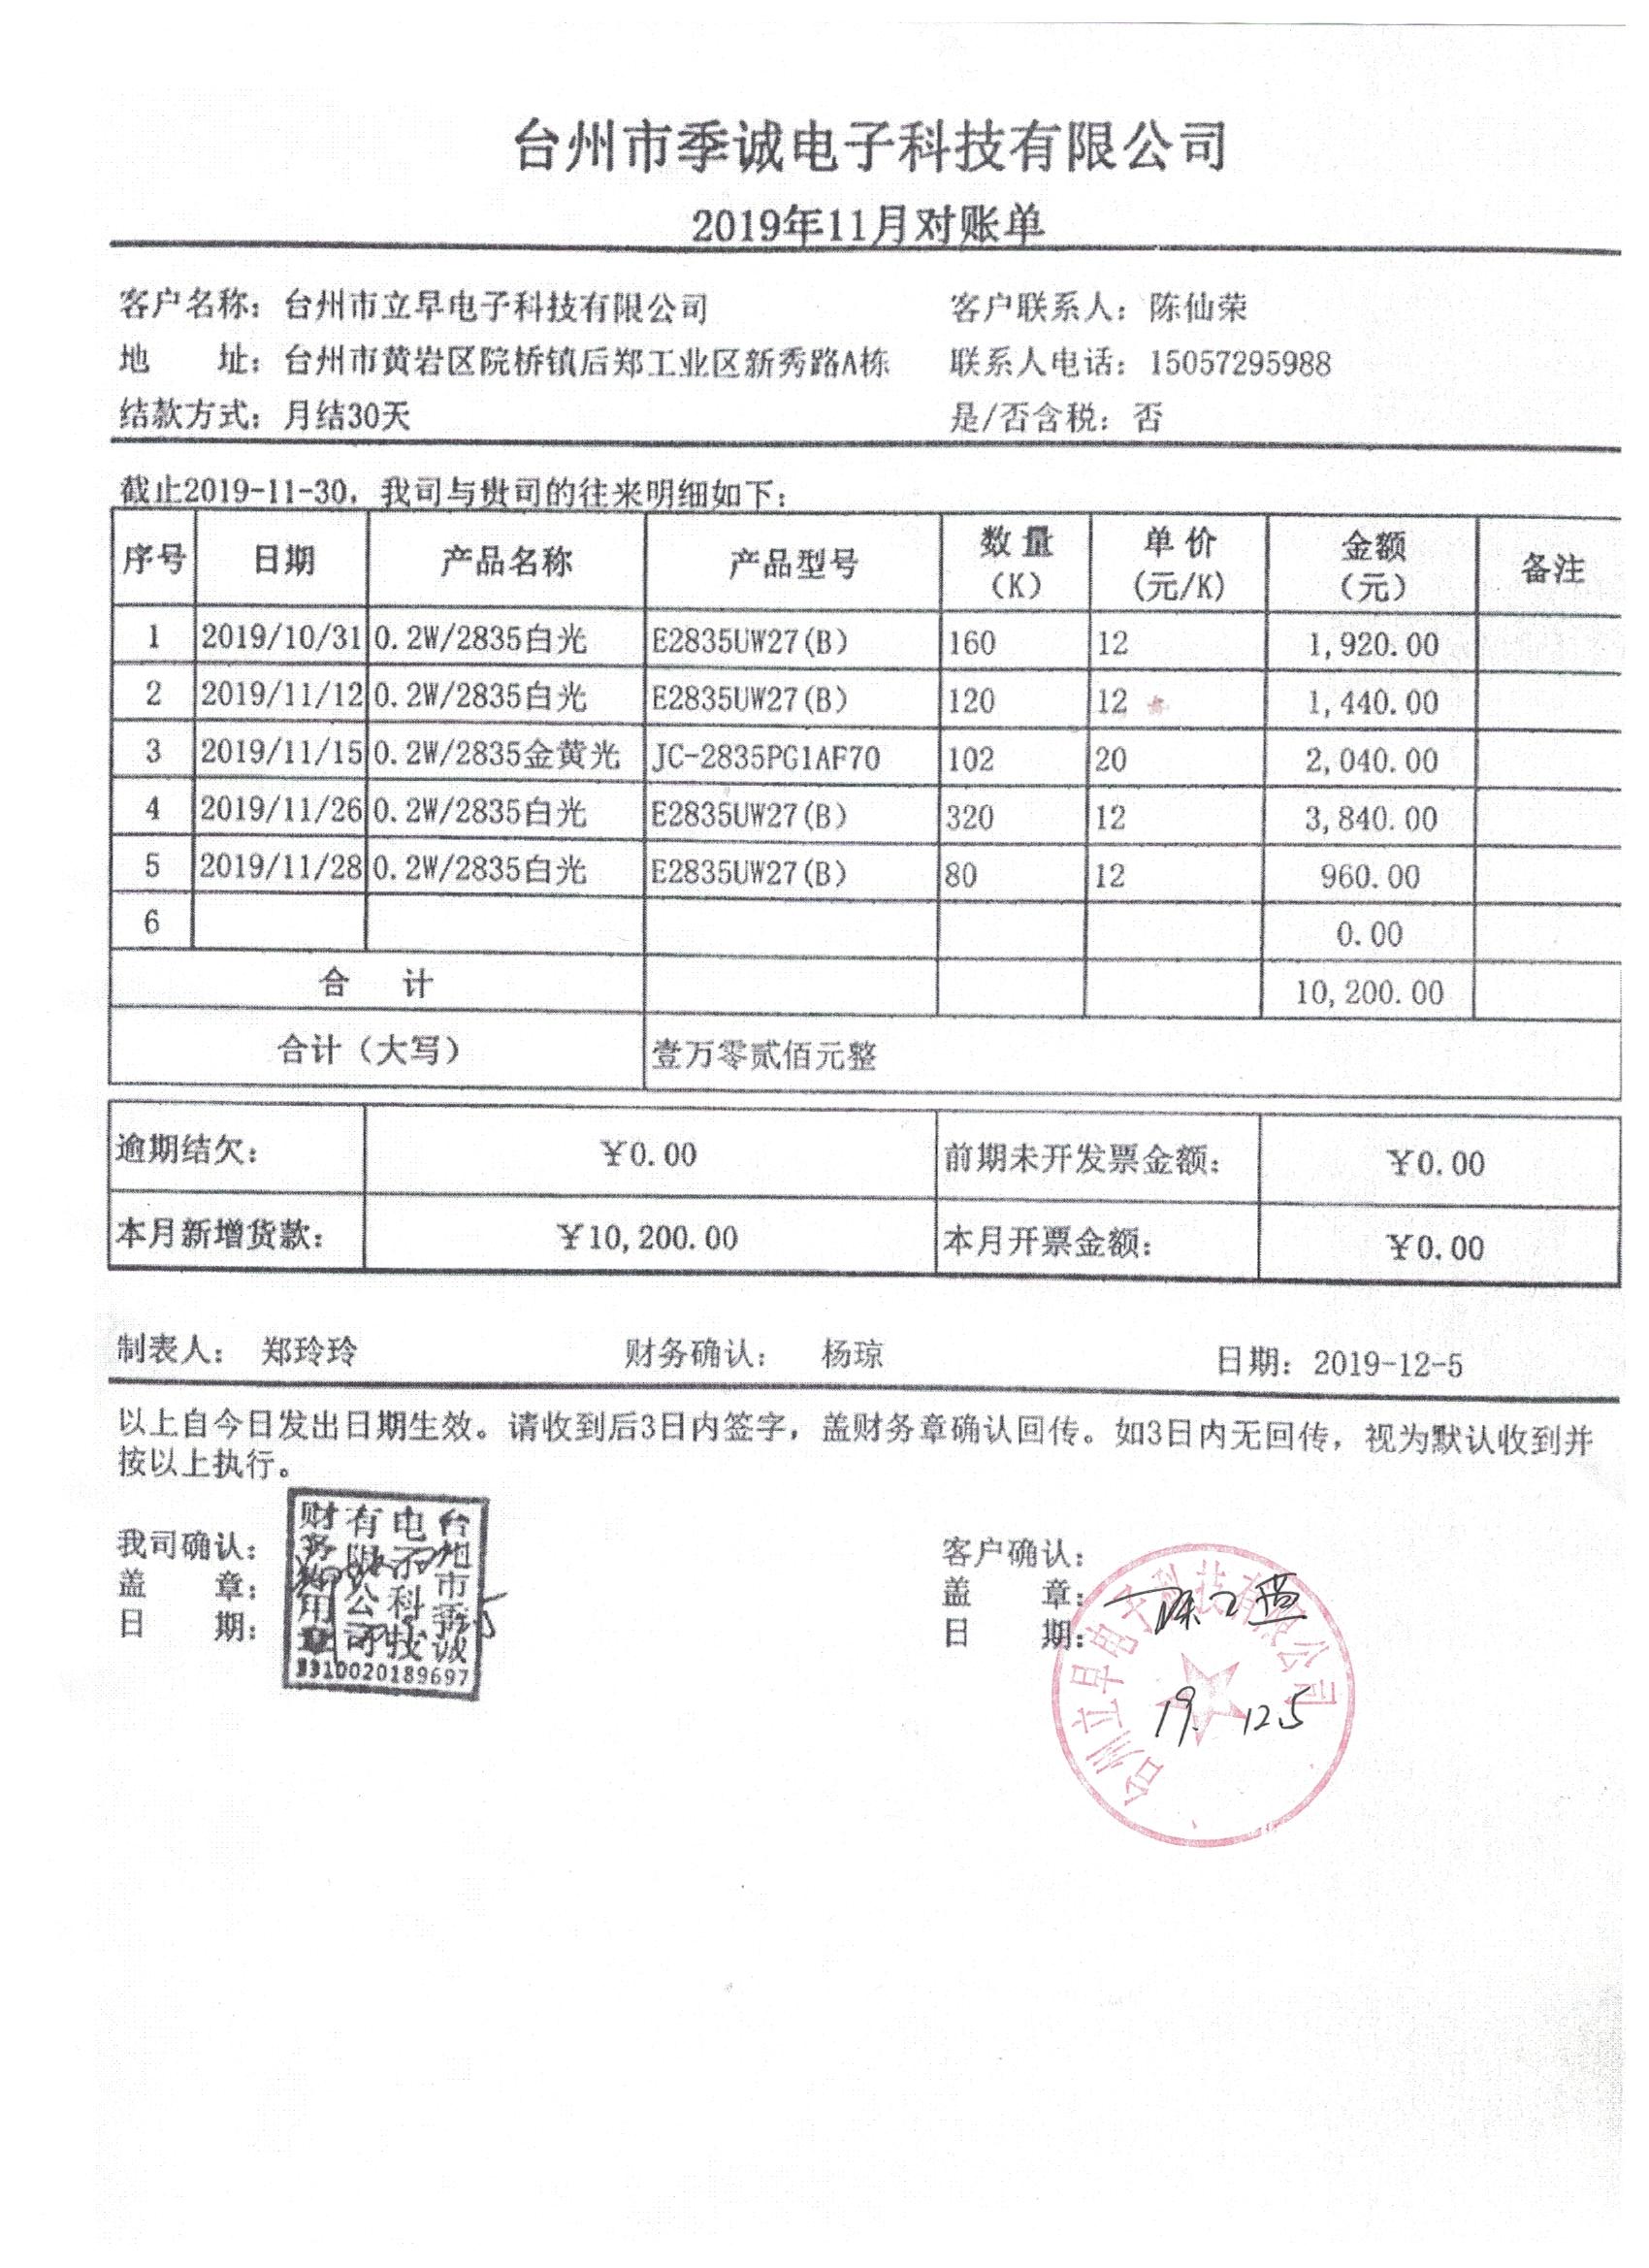 台州市季诚电子科技有限公司
2019年11月对账单
客户名称：台州市立早电子科技有限公司 客户联系人：陈仙荣
地 址：台州市黄岩区院桥镇后郑工业区新秀路A栋 联系人电话：15057295988
结款方式：月结30天 是/否含税：否
截止2019-11-30，我司与贵司的往来明细如下：
序号 日期 产品名称 产品型号 数量（K） 单价（元/K） 金额（元） 备注
1 2019/10/31 0.2W/2835白光 E2835UW27(B) 160 12 1,920.00
2 2019/11/12 0.2W/2835白光 E2835UW27(B) 120 12 1,440.00
3 2019/11/15 0.2W/2835金黄光 JC-2835PG1AF70 102 20 2,040.00
4 2019/11/26 0.2W/2835白光 E2835UW27(B) 320 12 3,840.00
5 2019/11/28 0.2W/2835白光 E2835UW27(B) 80 12 960.00
6 0.00
合 计 10,200.00
合计（大写） 壹万零贰佰元整
逾期结欠： ￥0.00 前期未开发票金额： ￥0.00
本月新增货款： ￥10,200.00 本月开票金额： ￥0.00
制表人： 郑玲玲 财务确认： 杨琼 日期：2019-12-5
以上自今日发出日期生效。请收到后3日内签字，盖财务章确认回传。如3日内无回传，视为默认收到并
按以上执行。
我司确认： 客户确认：
盖 章： 盖 章：
日 期： 日 期：
台州市季诚电子科技有限公司财务专用章
3310020189697
台州立早电子科技有限公司
19. 12.5